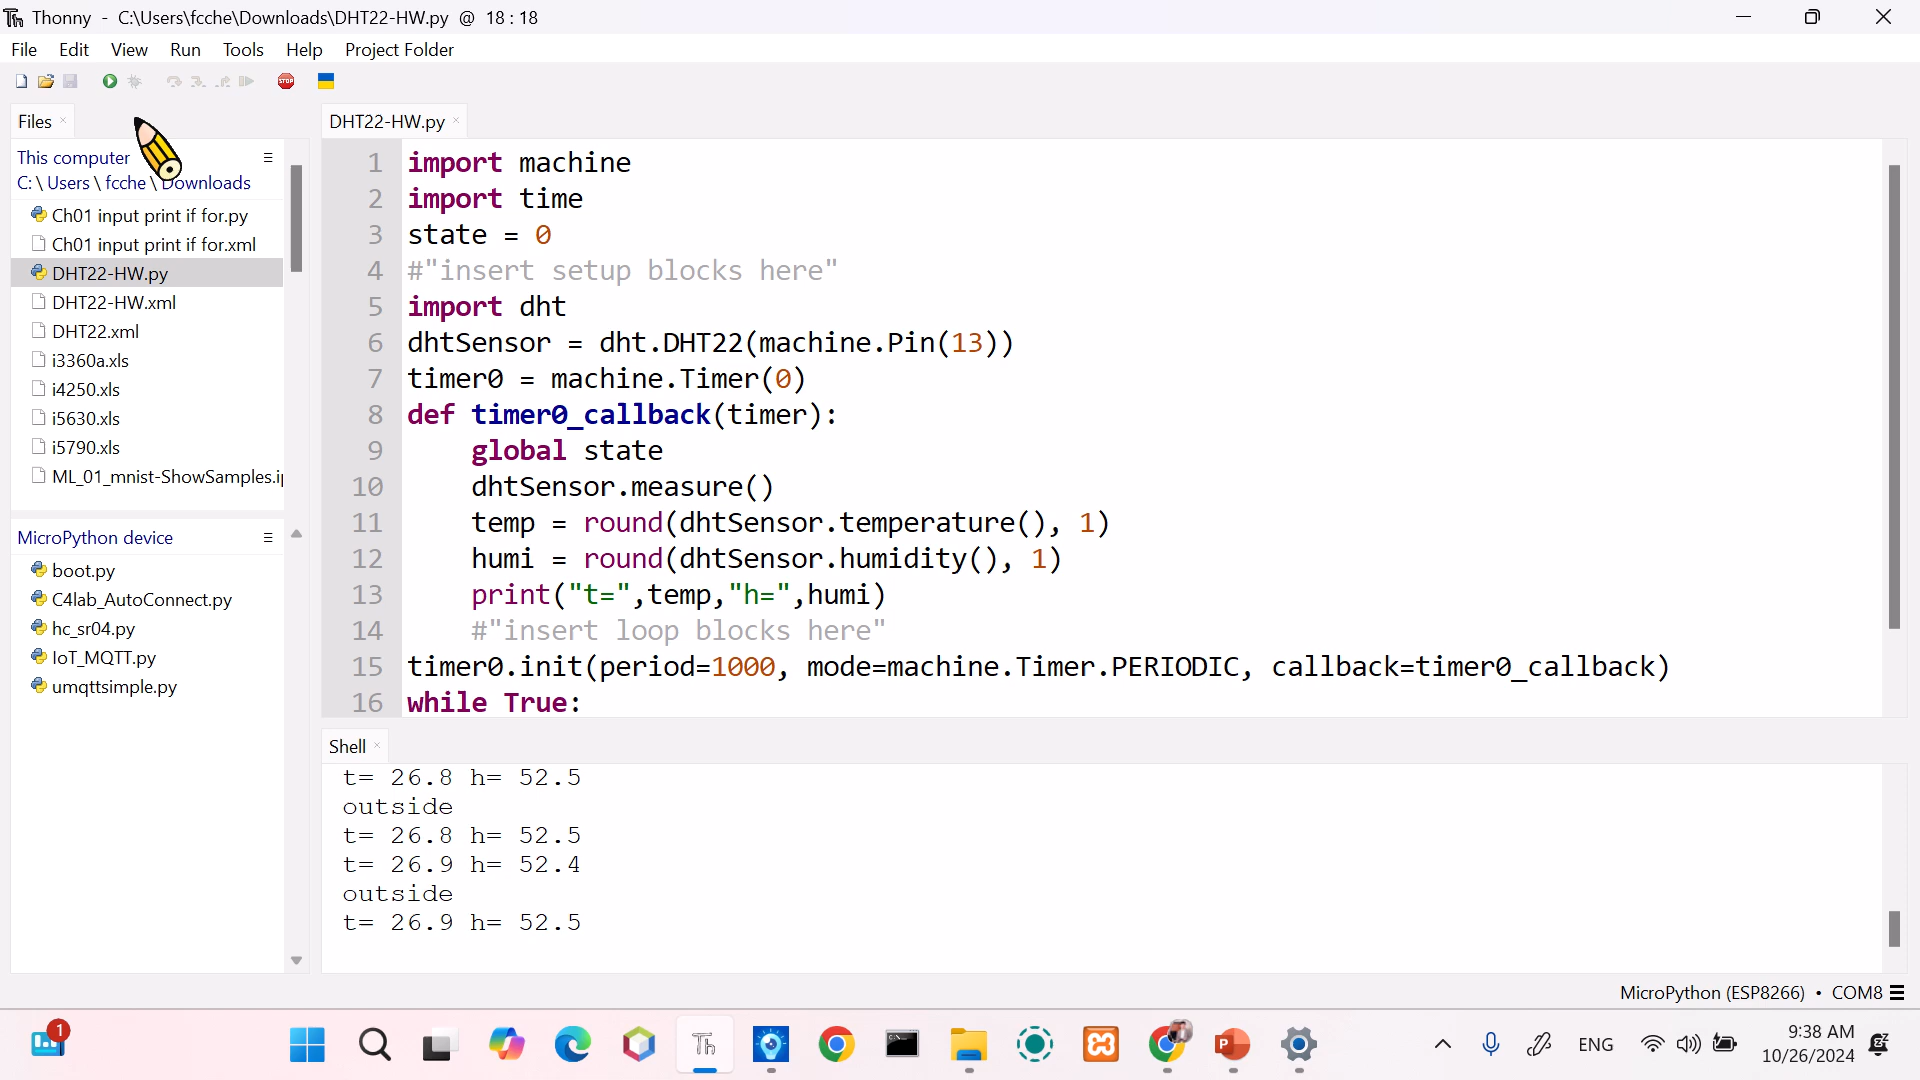 Thonny - C:\Users\fcche\Downloads\DHT22-HW.py @ 18 : 18
File Edit View Run Tools Help Project Folder
STOP
Files
This computer
C: \ Users \ fcche \ Downloads
Ch01 input print if for.py
Ch01 input print if for.xml
DHT22-HW.py
DHT22-HW.xml
DHT22.xml
i3360a.xls
i4250.xls
i5630.xls
i5790.xls
ML_01_mnist-ShowSamples.i
MicroPython device
boot.py
C4lab_AutoConnect.py
hc_sr04.py
IoT_MQTT.py
umqttsimple.py
DHT22-HW.py
1 import machine
2 import time
3 state = 0
4 #"insert setup blocks here"
5 import dht
6 dhtSensor = dht.DHT22(machine.Pin(13))
7 timer0 = machine.Timer(0)
8 def timer0_callback(timer):
9     global state
10     dhtSensor.measure()
11     temp = round(dhtSensor.temperature(), 1)
12     humi = round(dhtSensor.humidity(), 1)
13     print("t=",temp,"h=",humi)
14     #"insert loop blocks here"
15 timer0.init(period=1000, mode=machine.Timer.PERIODIC, callback=timer0_callback)
16 while True:
Shell
t= 26.8 h= 52.5
outside
t= 26.8 h= 52.5
t= 26.9 h= 52.4
outside
t= 26.9 h= 52.5
MicroPython (ESP8266) • COM8
1
Th
P
ENG
9:38 AM
10/26/2024